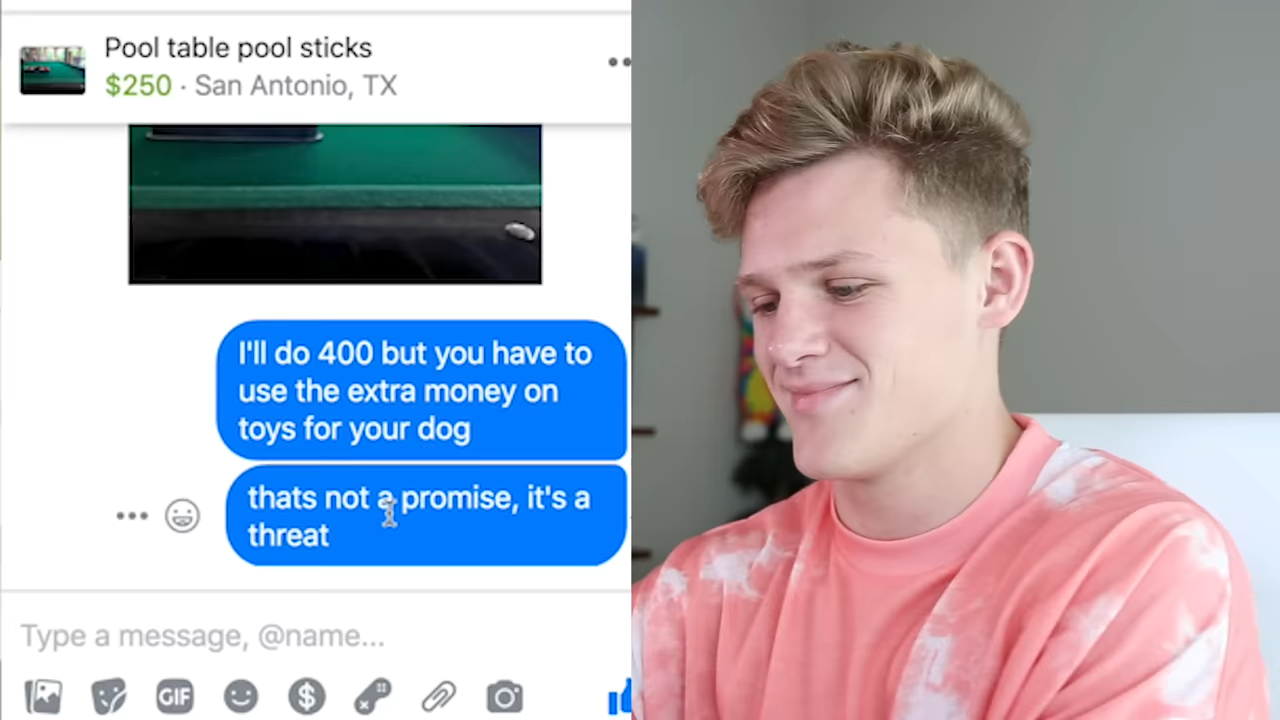 Pool table pool sticks
$250 · San Antonio, TX
I'll do 400 but you have to
use the extra money on
toys for your dog
thats not a promise, it's a
threat
Type a message, @name...
GIF